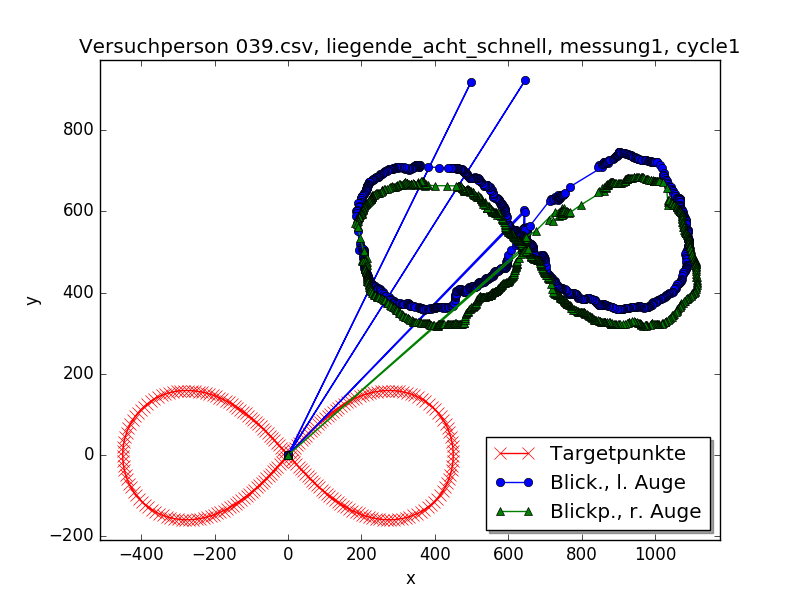 Versuchperson 039.csv, liegende_acht_schnell, messung1, cycle1
y
800
600
400
200
0
−200
−400
−200
0
200
400
600
800
1000
x
Targetpunkte
Blick., l. Auge
Blickp., r. Auge